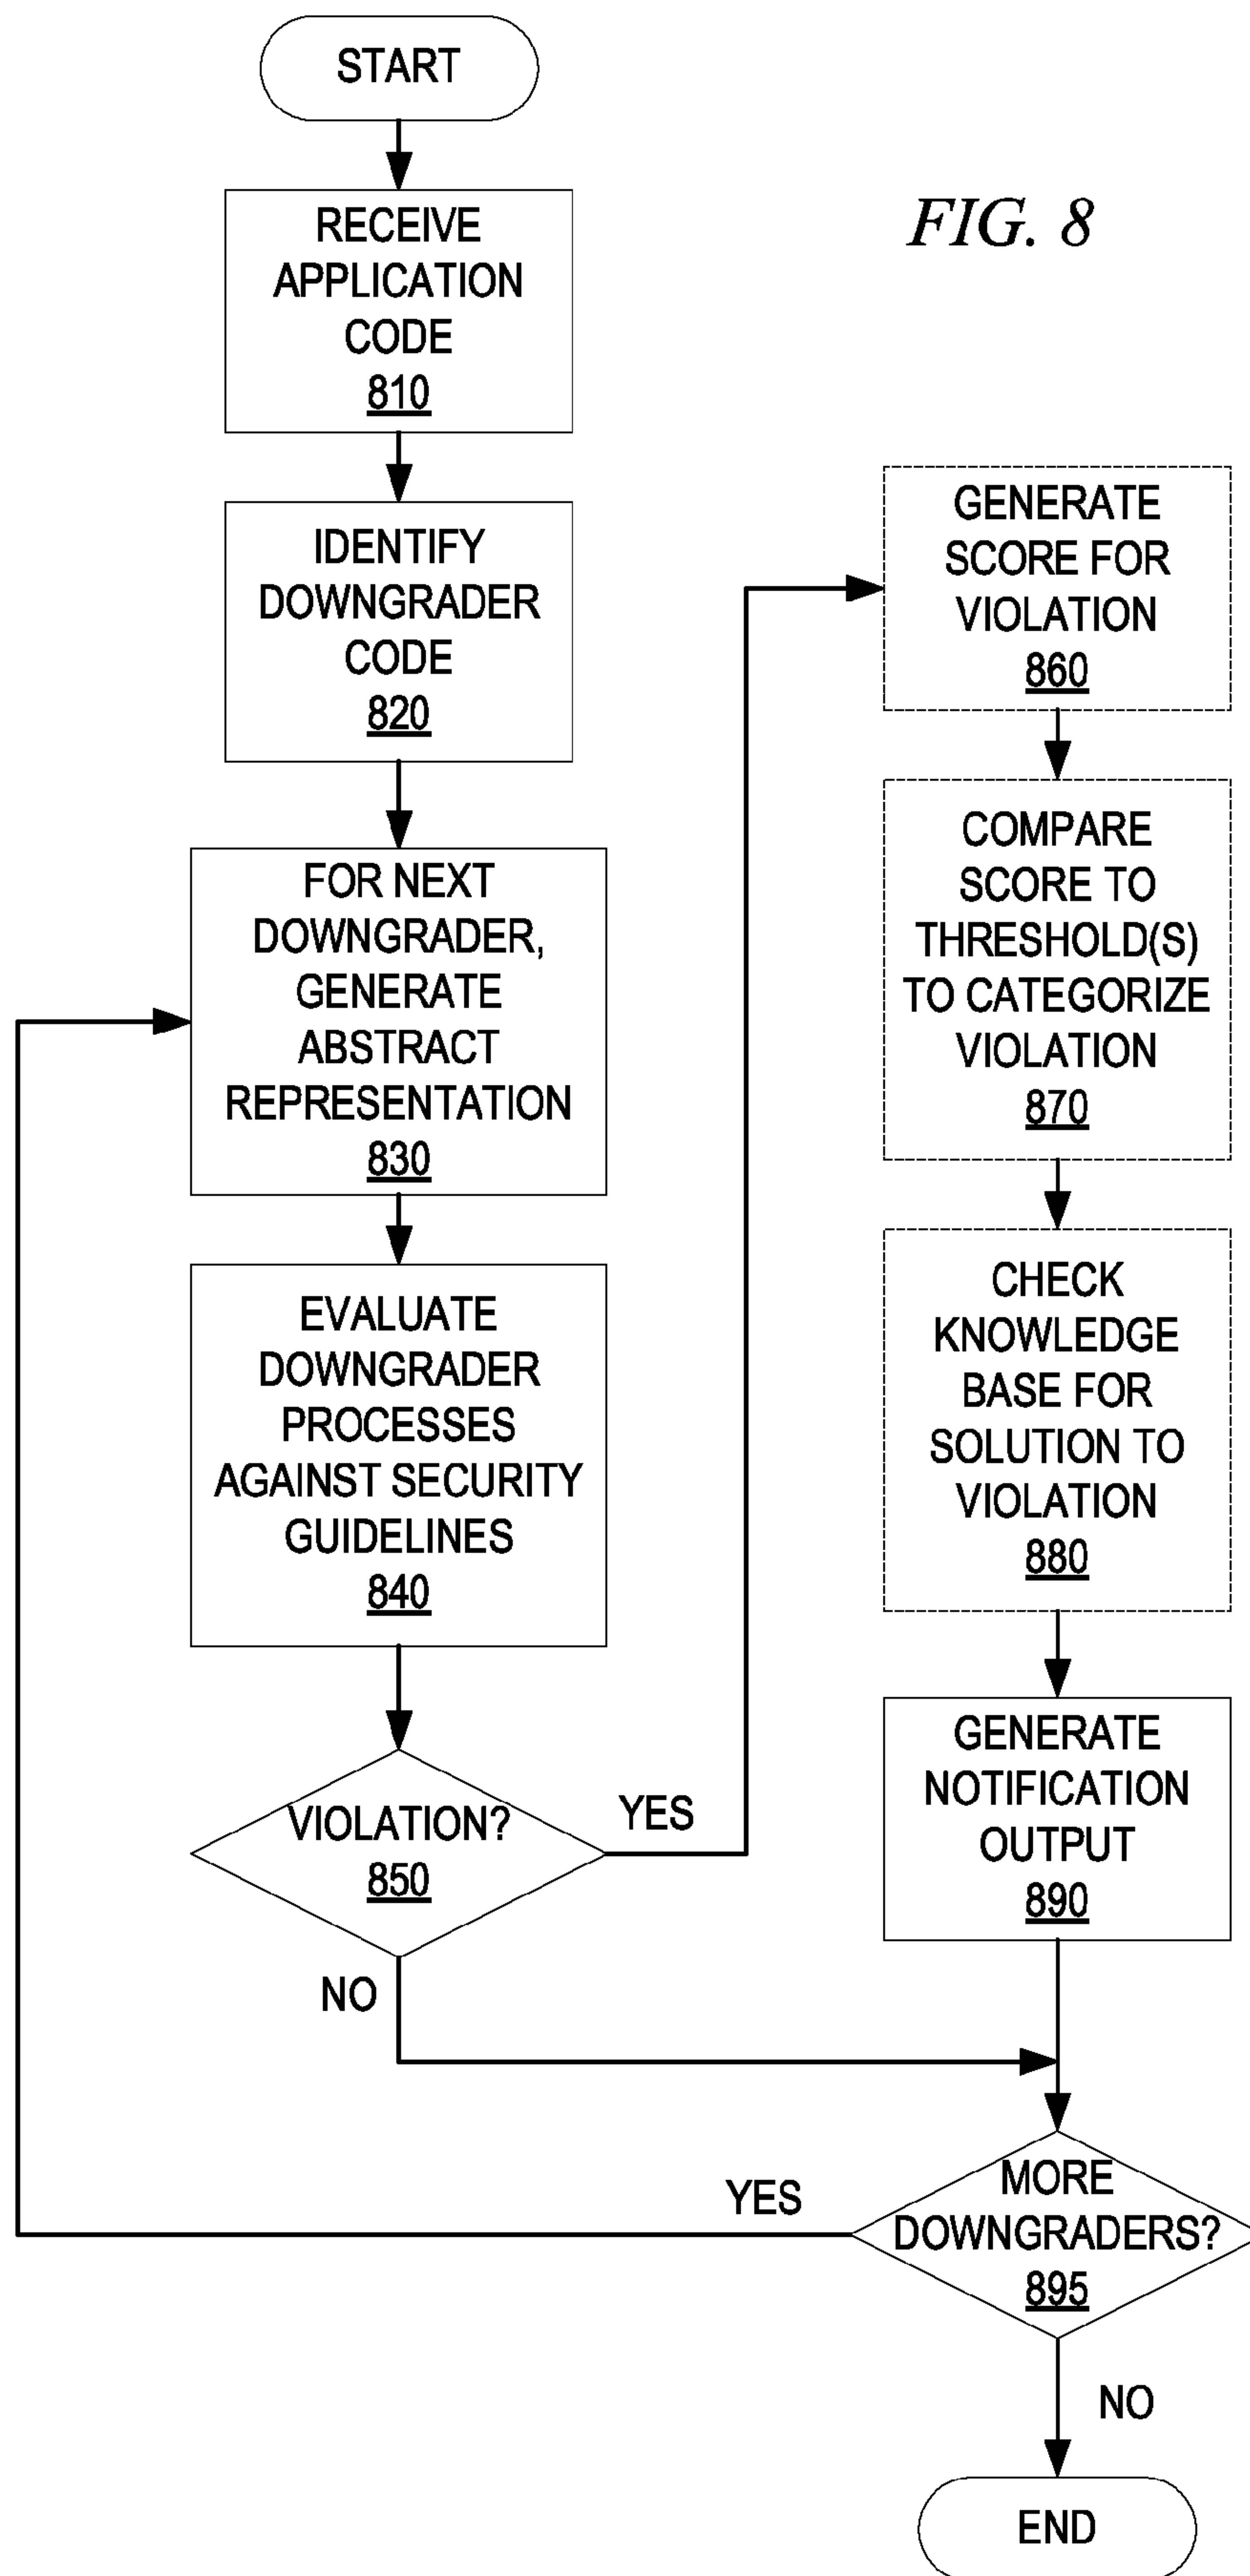 START
RECEIVE
APPLICATION
CODE
810
FIG. 8
IDENTIFY
DOWNGRADER
CODE
820
FOR NEXT
DOWNGRADER,
GENERATE
ABSTRACT
REPRESENTATION
830
EVALUATE
DOWNGRADER
PROCESSES
AGAINST SECURITY
GUIDELINES
840
VIOLATION?
850
YES
NO
GENERATE
SCORE FOR
VIOLATION
860
COMPARE
SCORE TO
THRESHOLD(S)
TO CATEGORIZE
VIOLATION
870
CHECK
KNOWLEDGE
BASE FOR
SOLUTION TO
VIOLATION
880
GENERATE
NOTIFICATION
OUTPUT
890
MORE
DOWNGRADERS?
895
YES
NO
END